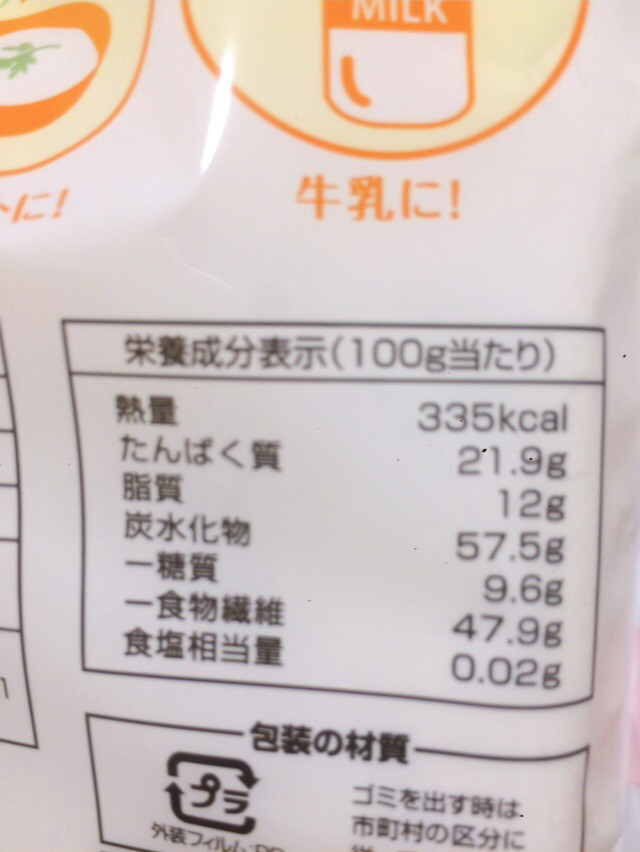 MILK
トに!
牛乳に!
栄養成分表示(100g当たり)
熱量 335kcal
たんぱく質 21.9g
脂質 12g
炭水化物 57.5g
ー糖質 9.6g
ー食物繊維 47.9g
食塩相当量 0.02g
包装の材質
プラ
外装フィルム:PP
ゴミを出す時は、
市町村の区分に